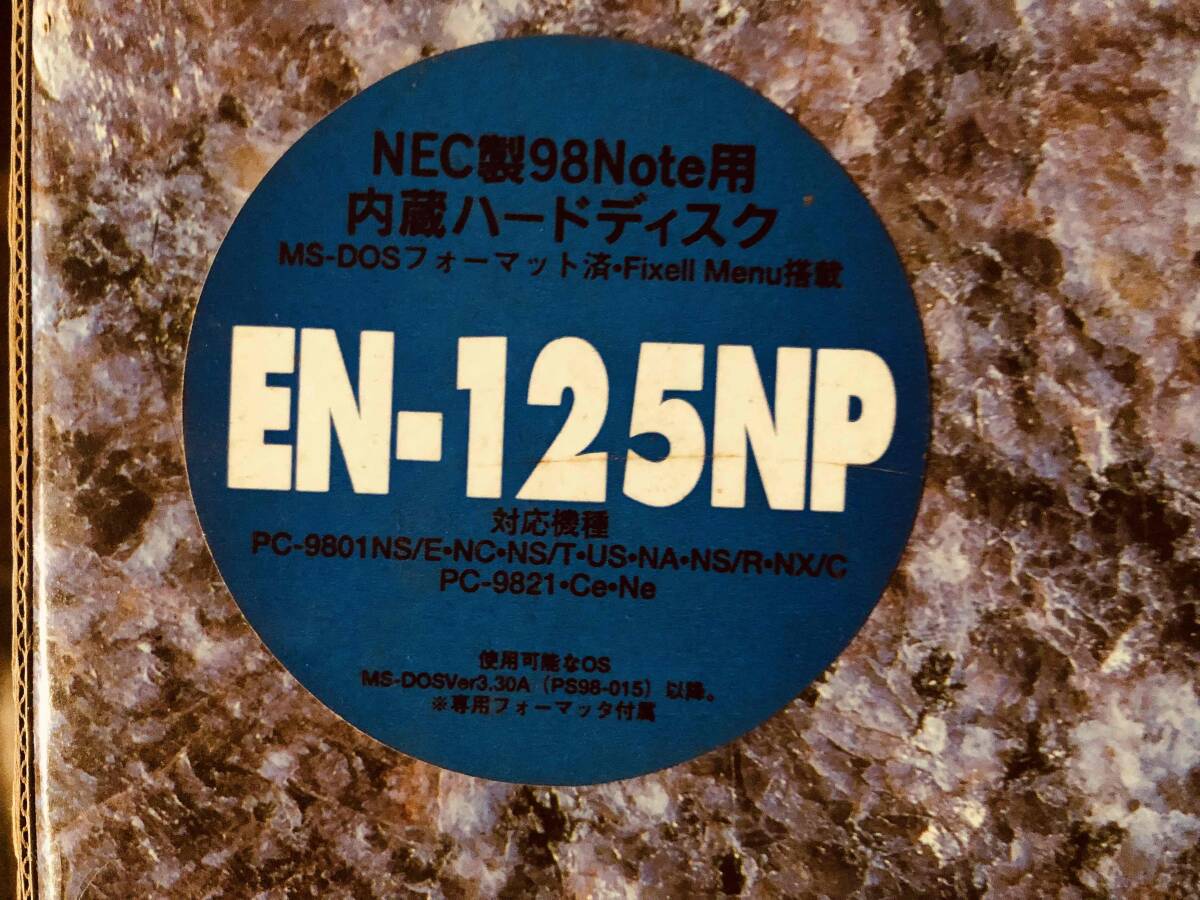 NEC製98Note用
内蔵ハードディスク
MS-DOSフォーマット済・Fixell Menu搭載
EN-125NP
対応機種
PC-9801NS/E・NC・NS/T・US・NA・NS/R・NX/C
PC-9821・Ce・Ne
使用可能なOS
MS-DOSVer3.30A（PS98-015）以降。
※専用フォーマッタ付属